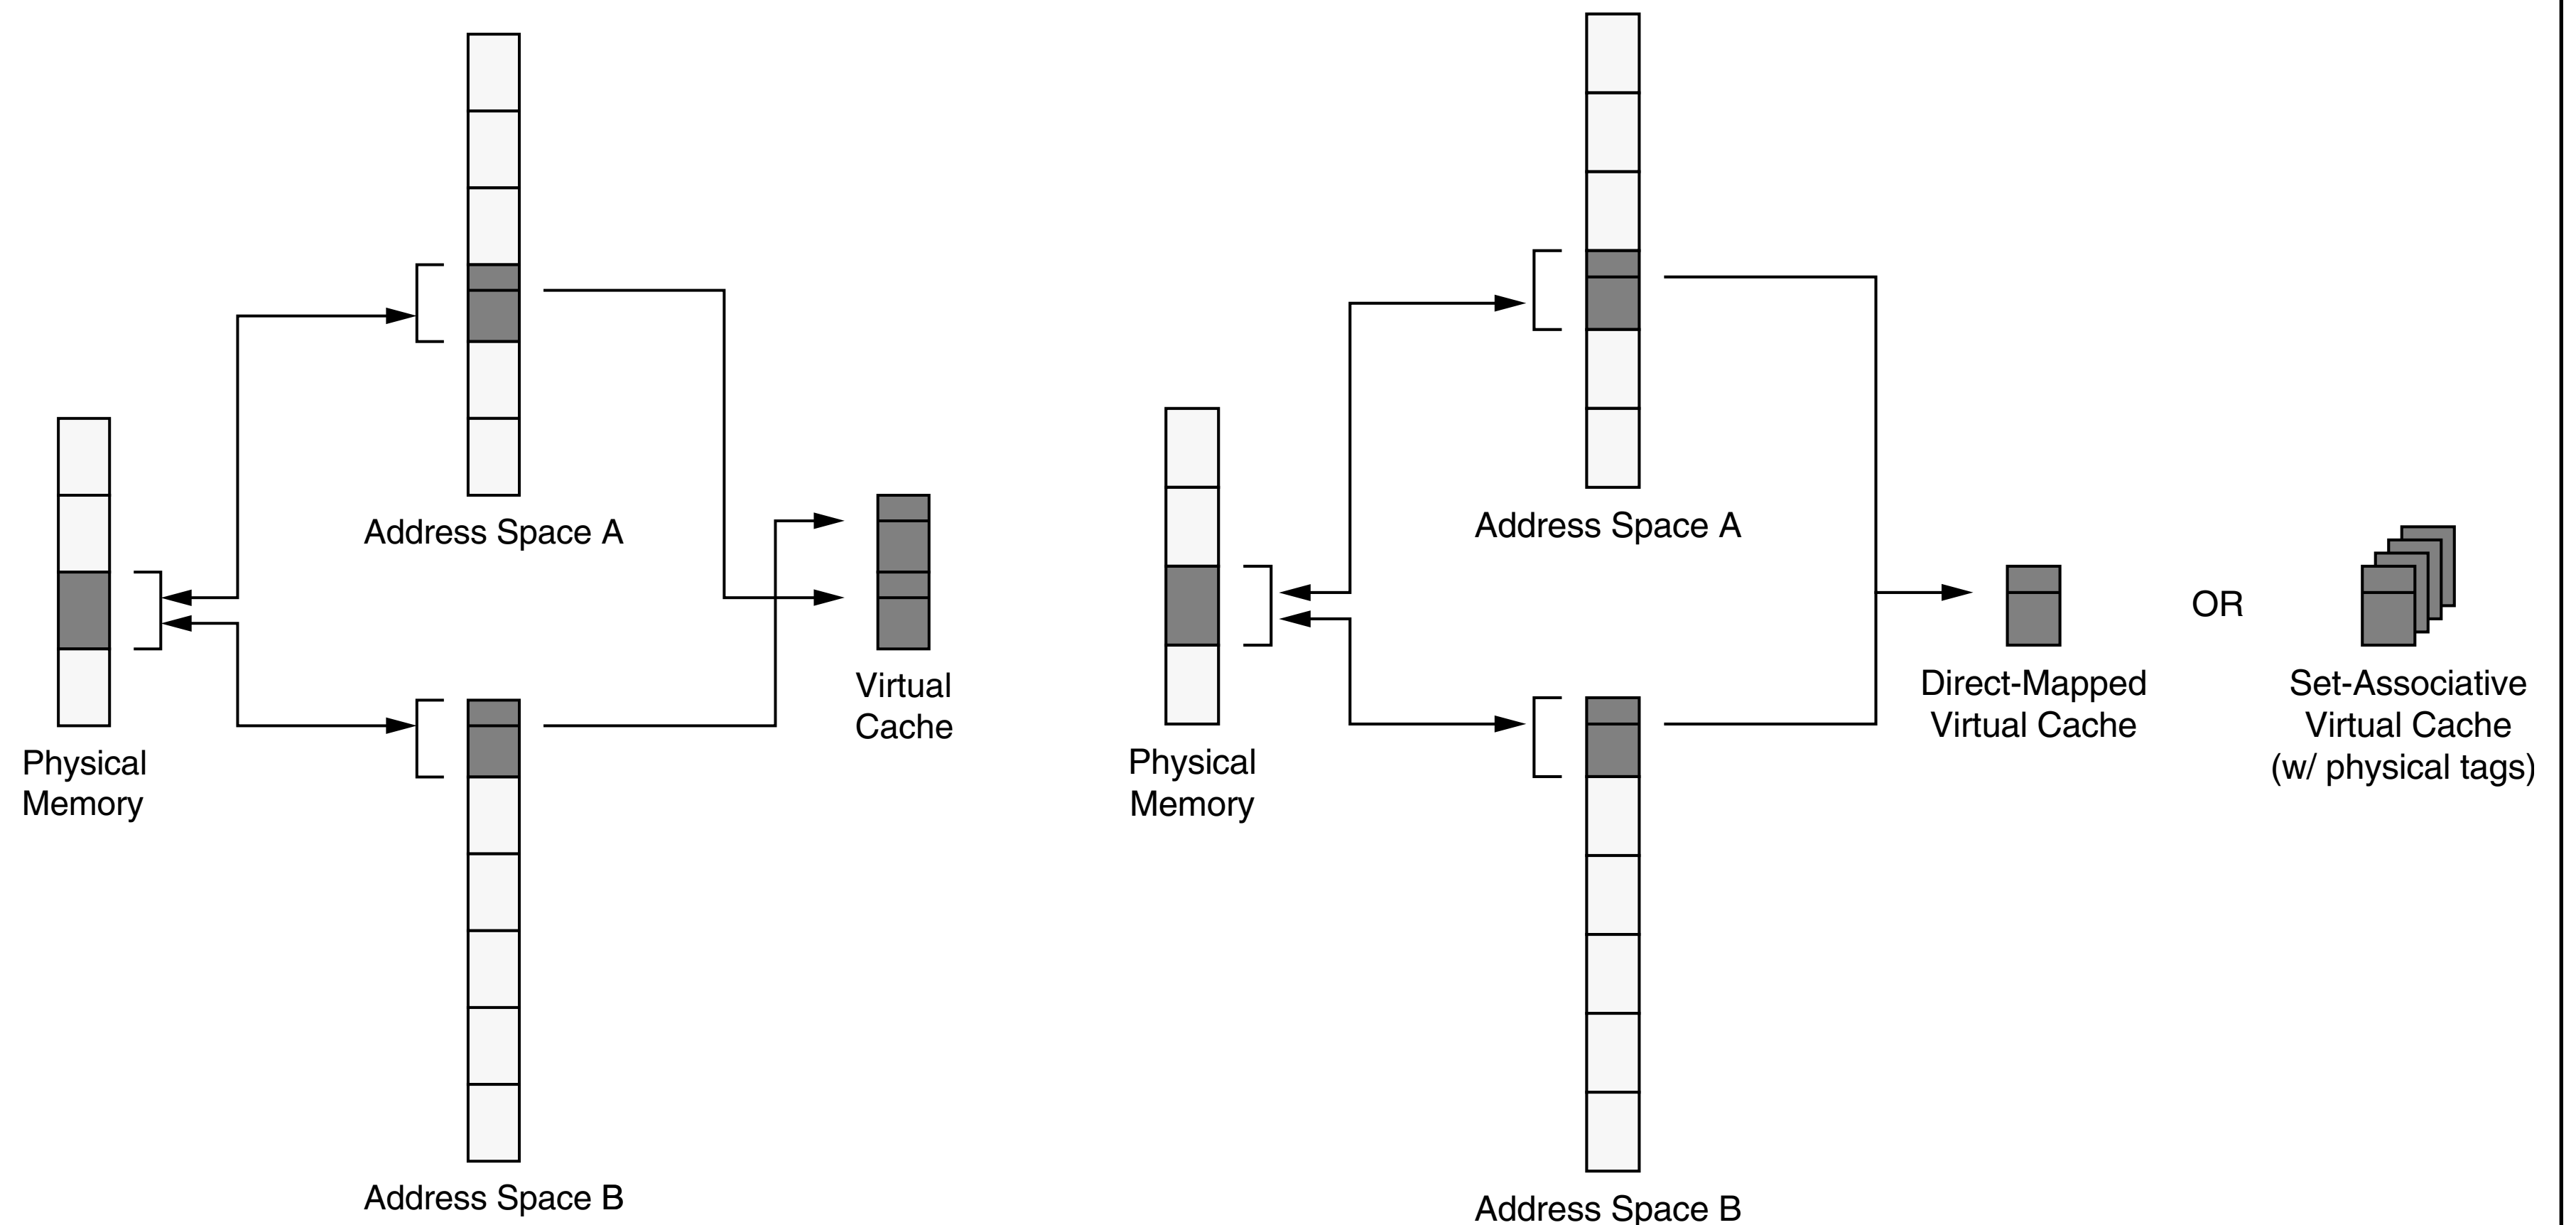 Address Space A
Virtual
Cache
Physical
Memory
Address Space B
Address Space A
OR
Direct-Mapped
Virtual Cache
Set-Associative
Virtual Cache
(w/ physical tags)
Physical
Memory
Address Space B